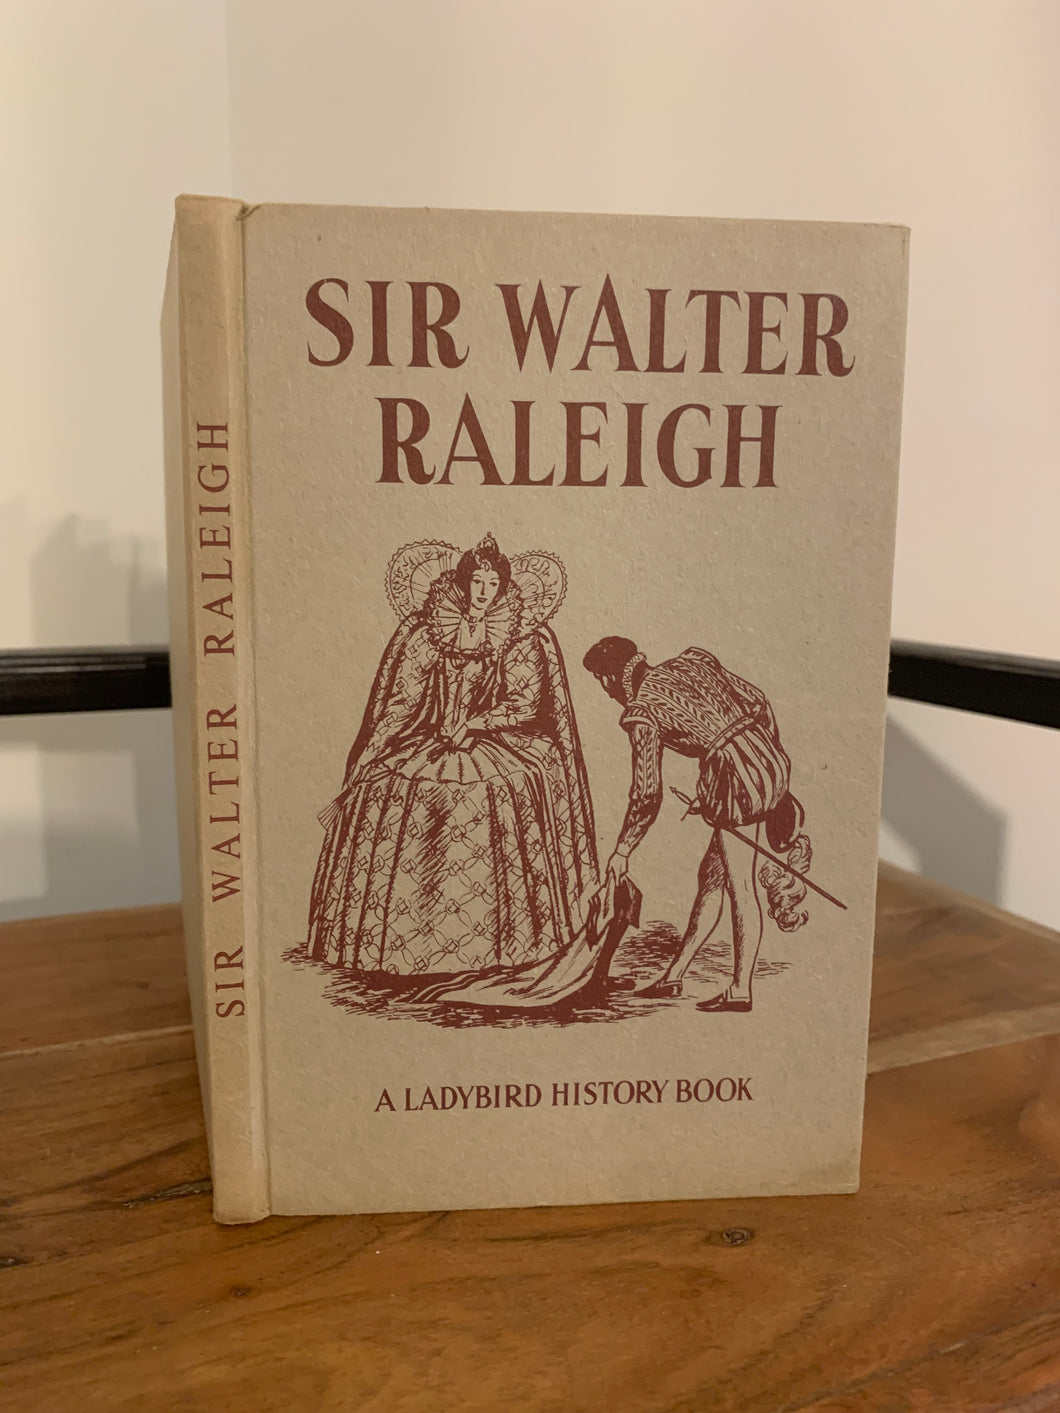 SIR WALTER
RALEIGH
A LADYBIRD HISTORY BOOK
SIR WALTER RALEIGH